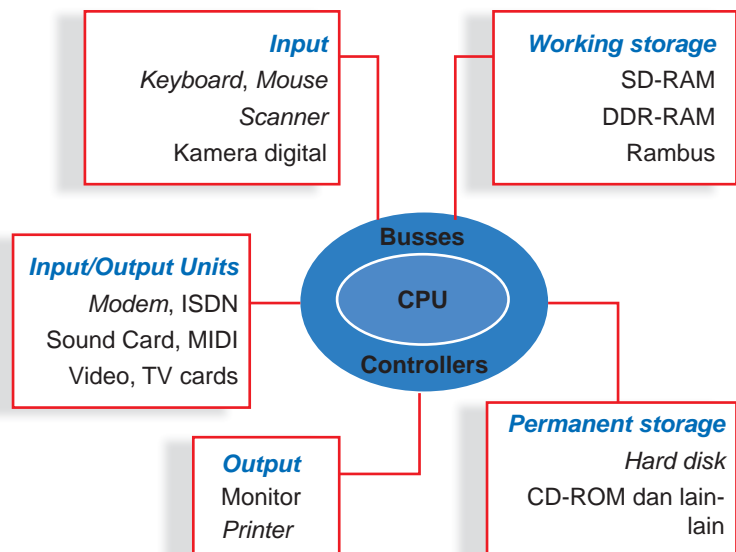 Input
Keyboard, Mouse
Scanner
Kamera digital
Working storage
SD-RAM
DDR-RAM
Rambus
Busses
CPU
Controllers
Input/Output Units
Modem, ISDN
Sound Card, MIDI
Video, TV cards
Output
Monitor
Printer
Permanent storage
Hard disk
CD-ROM dan lain-
lain